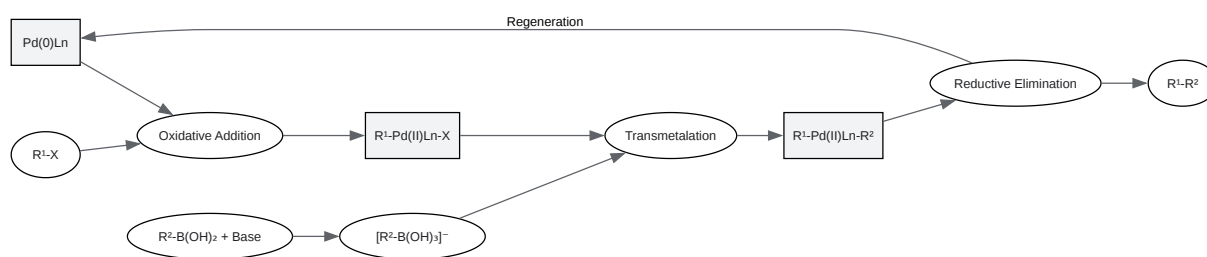 Regeneration
Pd(0)Ln
Reductive Elimination
R¹-R²
Oxidative Addition
R¹-Pd(II)Ln-X
Transmetalation
R¹-Pd(II)Ln-R²
R¹-X
R²-B(OH)₂ + Base
[R²-B(OH)₃]⁻